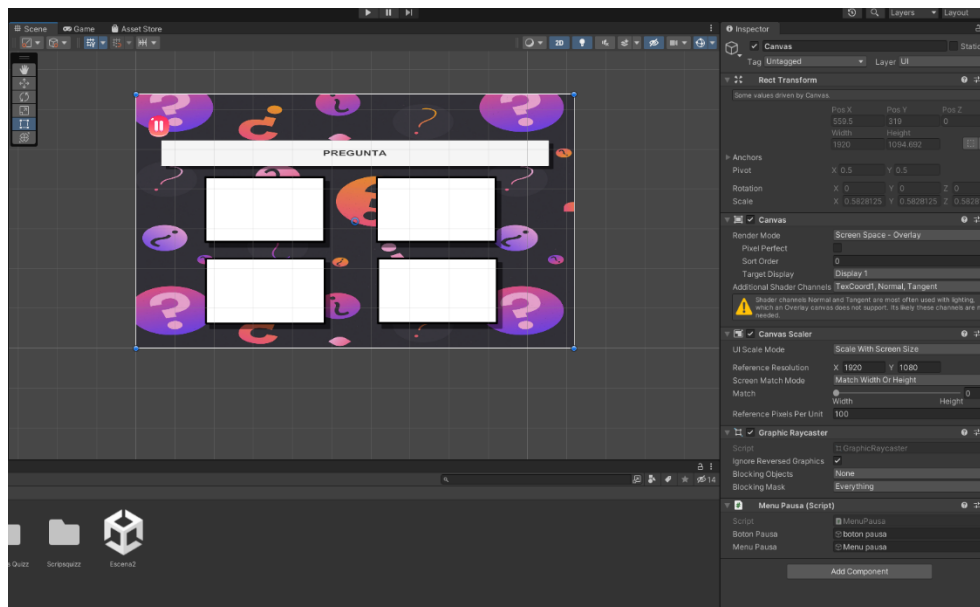 Layers
Layout
Scene
Game
Asset Store
2D
PREGUNTA
14
Scripsquizz
Escena2
Inspector
Canvas
Tag Untagged
Layer UI
Rect Transform
Some values driven by Canvas.
Pos X Pos Y Pos Z
559.5 319 0
Width Height
1920 1094.692
Anchors
Pivot X 0.5 Y 0.5
Rotation X 0 Y 0 Z 0
Scale X 0.5828125 Y 0.5828125 Z 0.5828
Canvas
Render Mode Screen Space - Overlay
Pixel Perfect
Sort Order 0
Target Display Display 1
Additional Shader Channels TexCoord1, Normal, Tangent
Shader channels Normal and Tangent are most often used with lighting,
which an Overlay canvas does not support. Its likely these channels are n
needed.
Canvas Scaler
UI Scale Mode Scale With Screen Size
Reference Resolution X 1920 Y 1080
Screen Match Mode Match Width Or Height
Match 0
Width Height
Reference Pixels Per Unit 100
Graphic Raycaster
Script GraphicRaycaster
Ignore Reversed Graphics
Blocking Objects None
Blocking Mask Everything
Menu Pausa (Script)
Script MenuPausa
Boton Pausa boton pausa
Menu Pausa Menu pausa
Add Component